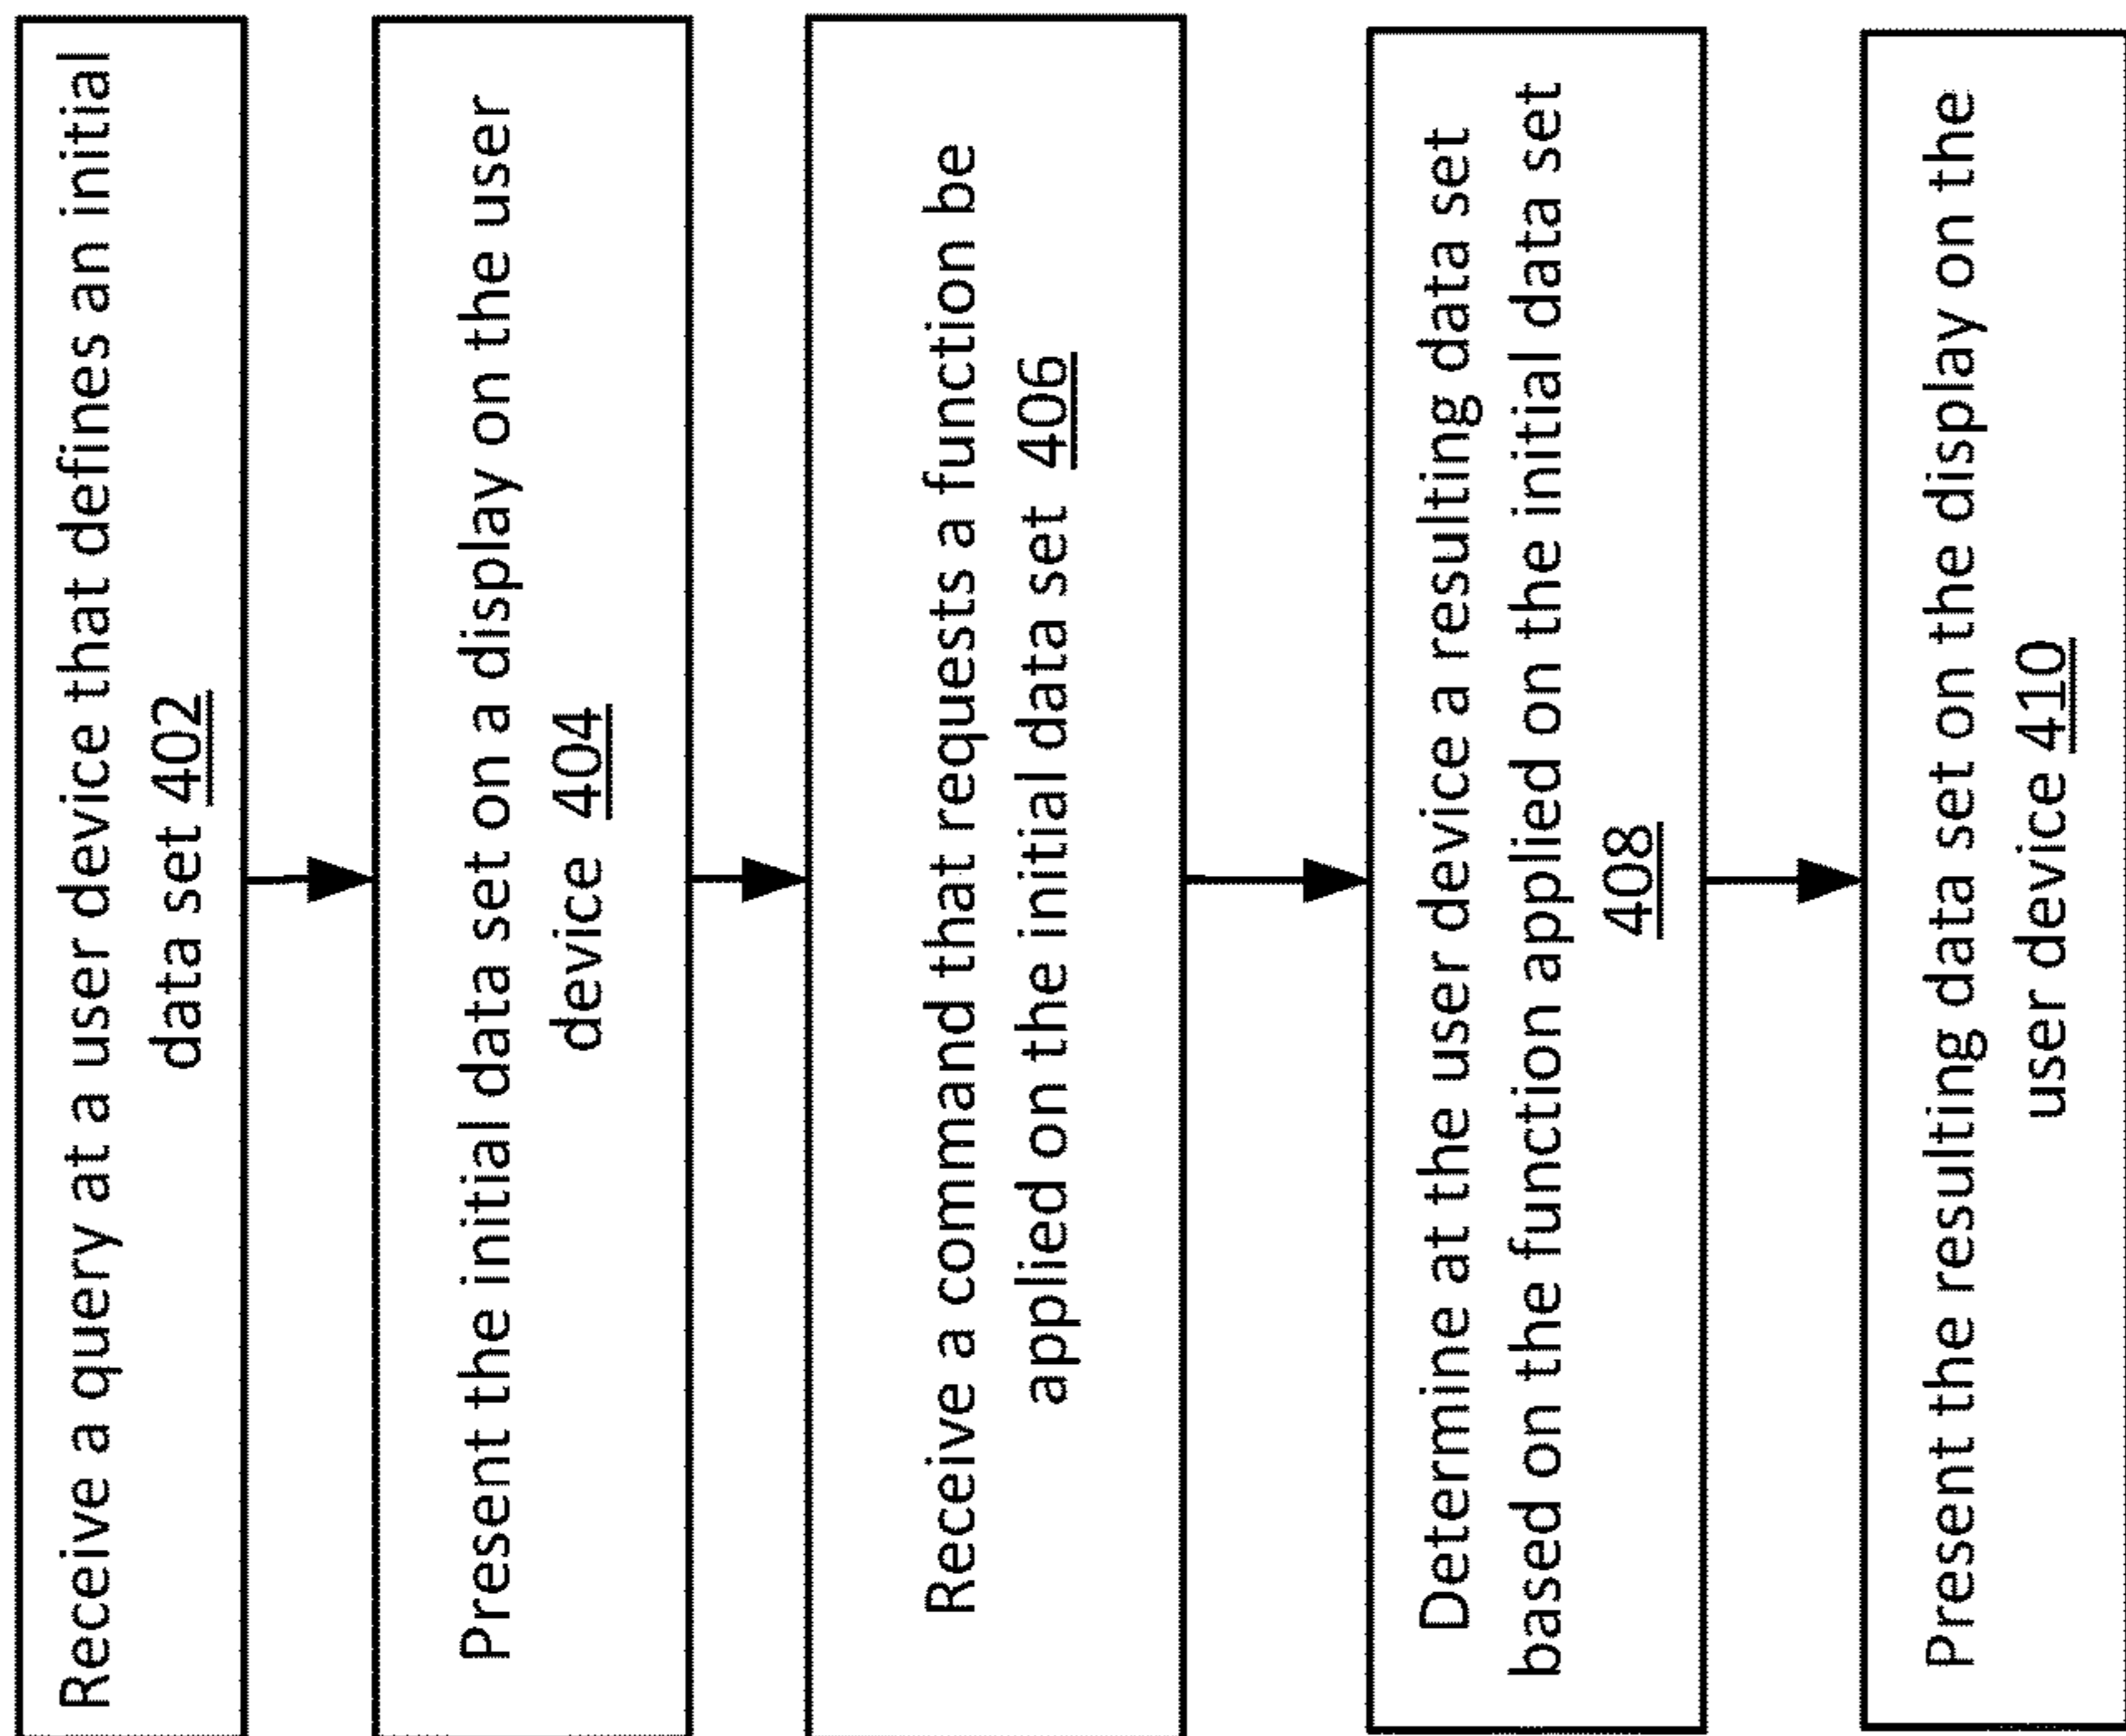 Receive a query at a user device that defines an initial
data set 402
Present the initial data set on a display on the user
device 404
Receive a command that requests a function be
applied on the initial data set 406
Determine at the user device a resulting data set
based on the function applied on the initial data set
408
Present the resulting data set on the display on the
user device 410